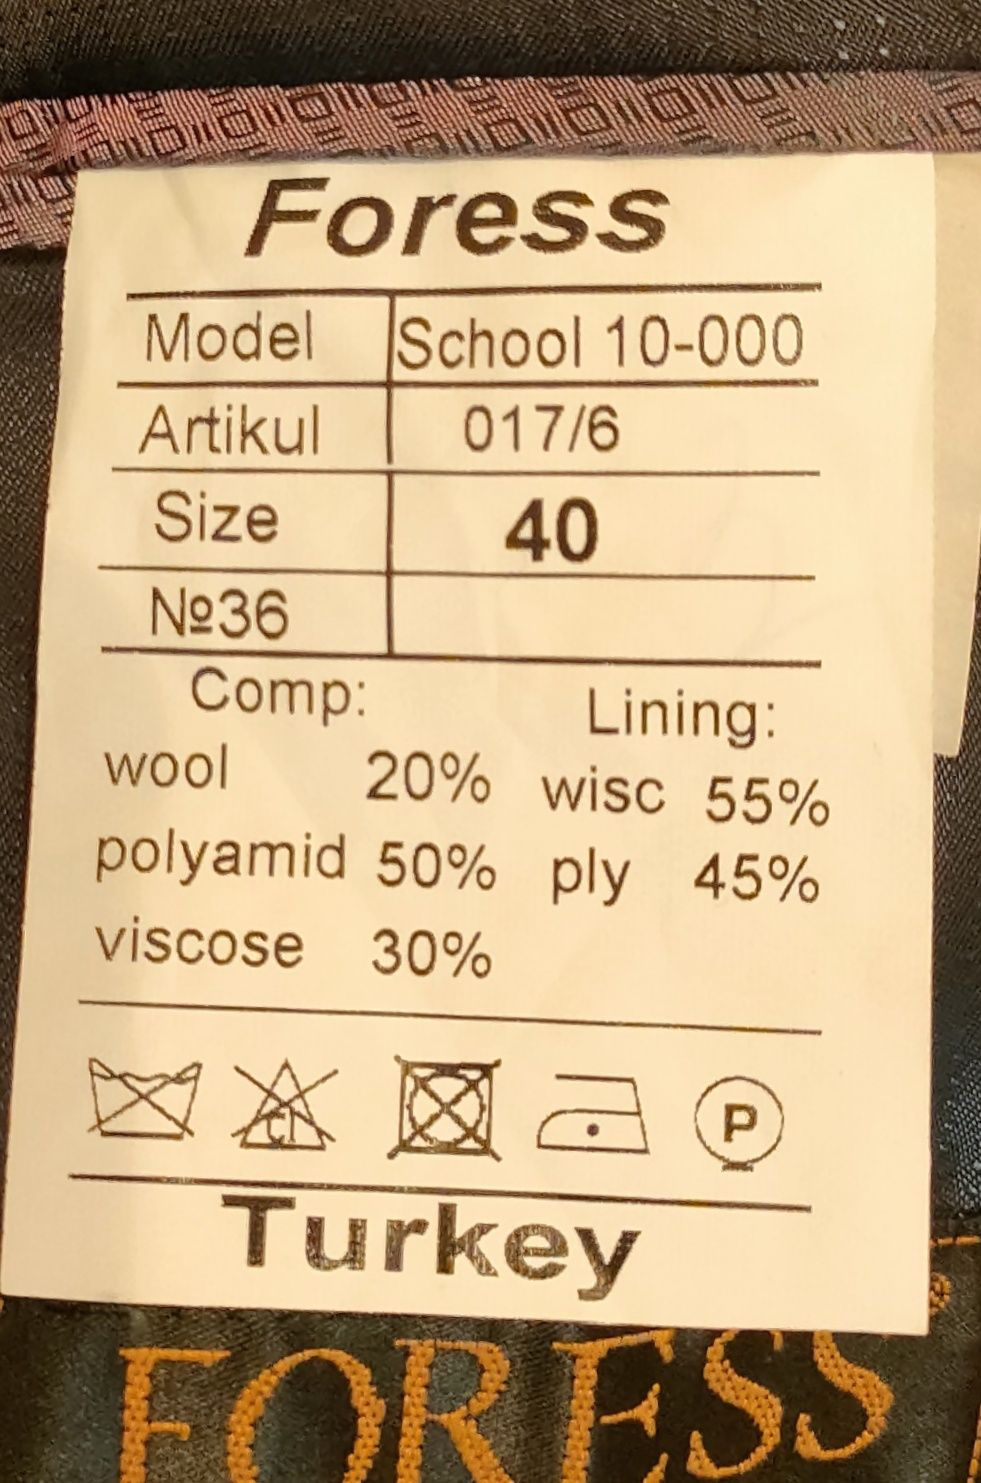 Foress
Model School 10-000
Artikul 017/6
Size 40
№36
Comp: Lining:
wool 20% wisc 55%
polyamid 50% ply 45%
viscose 30%
Cl P
Turkey
FORESS